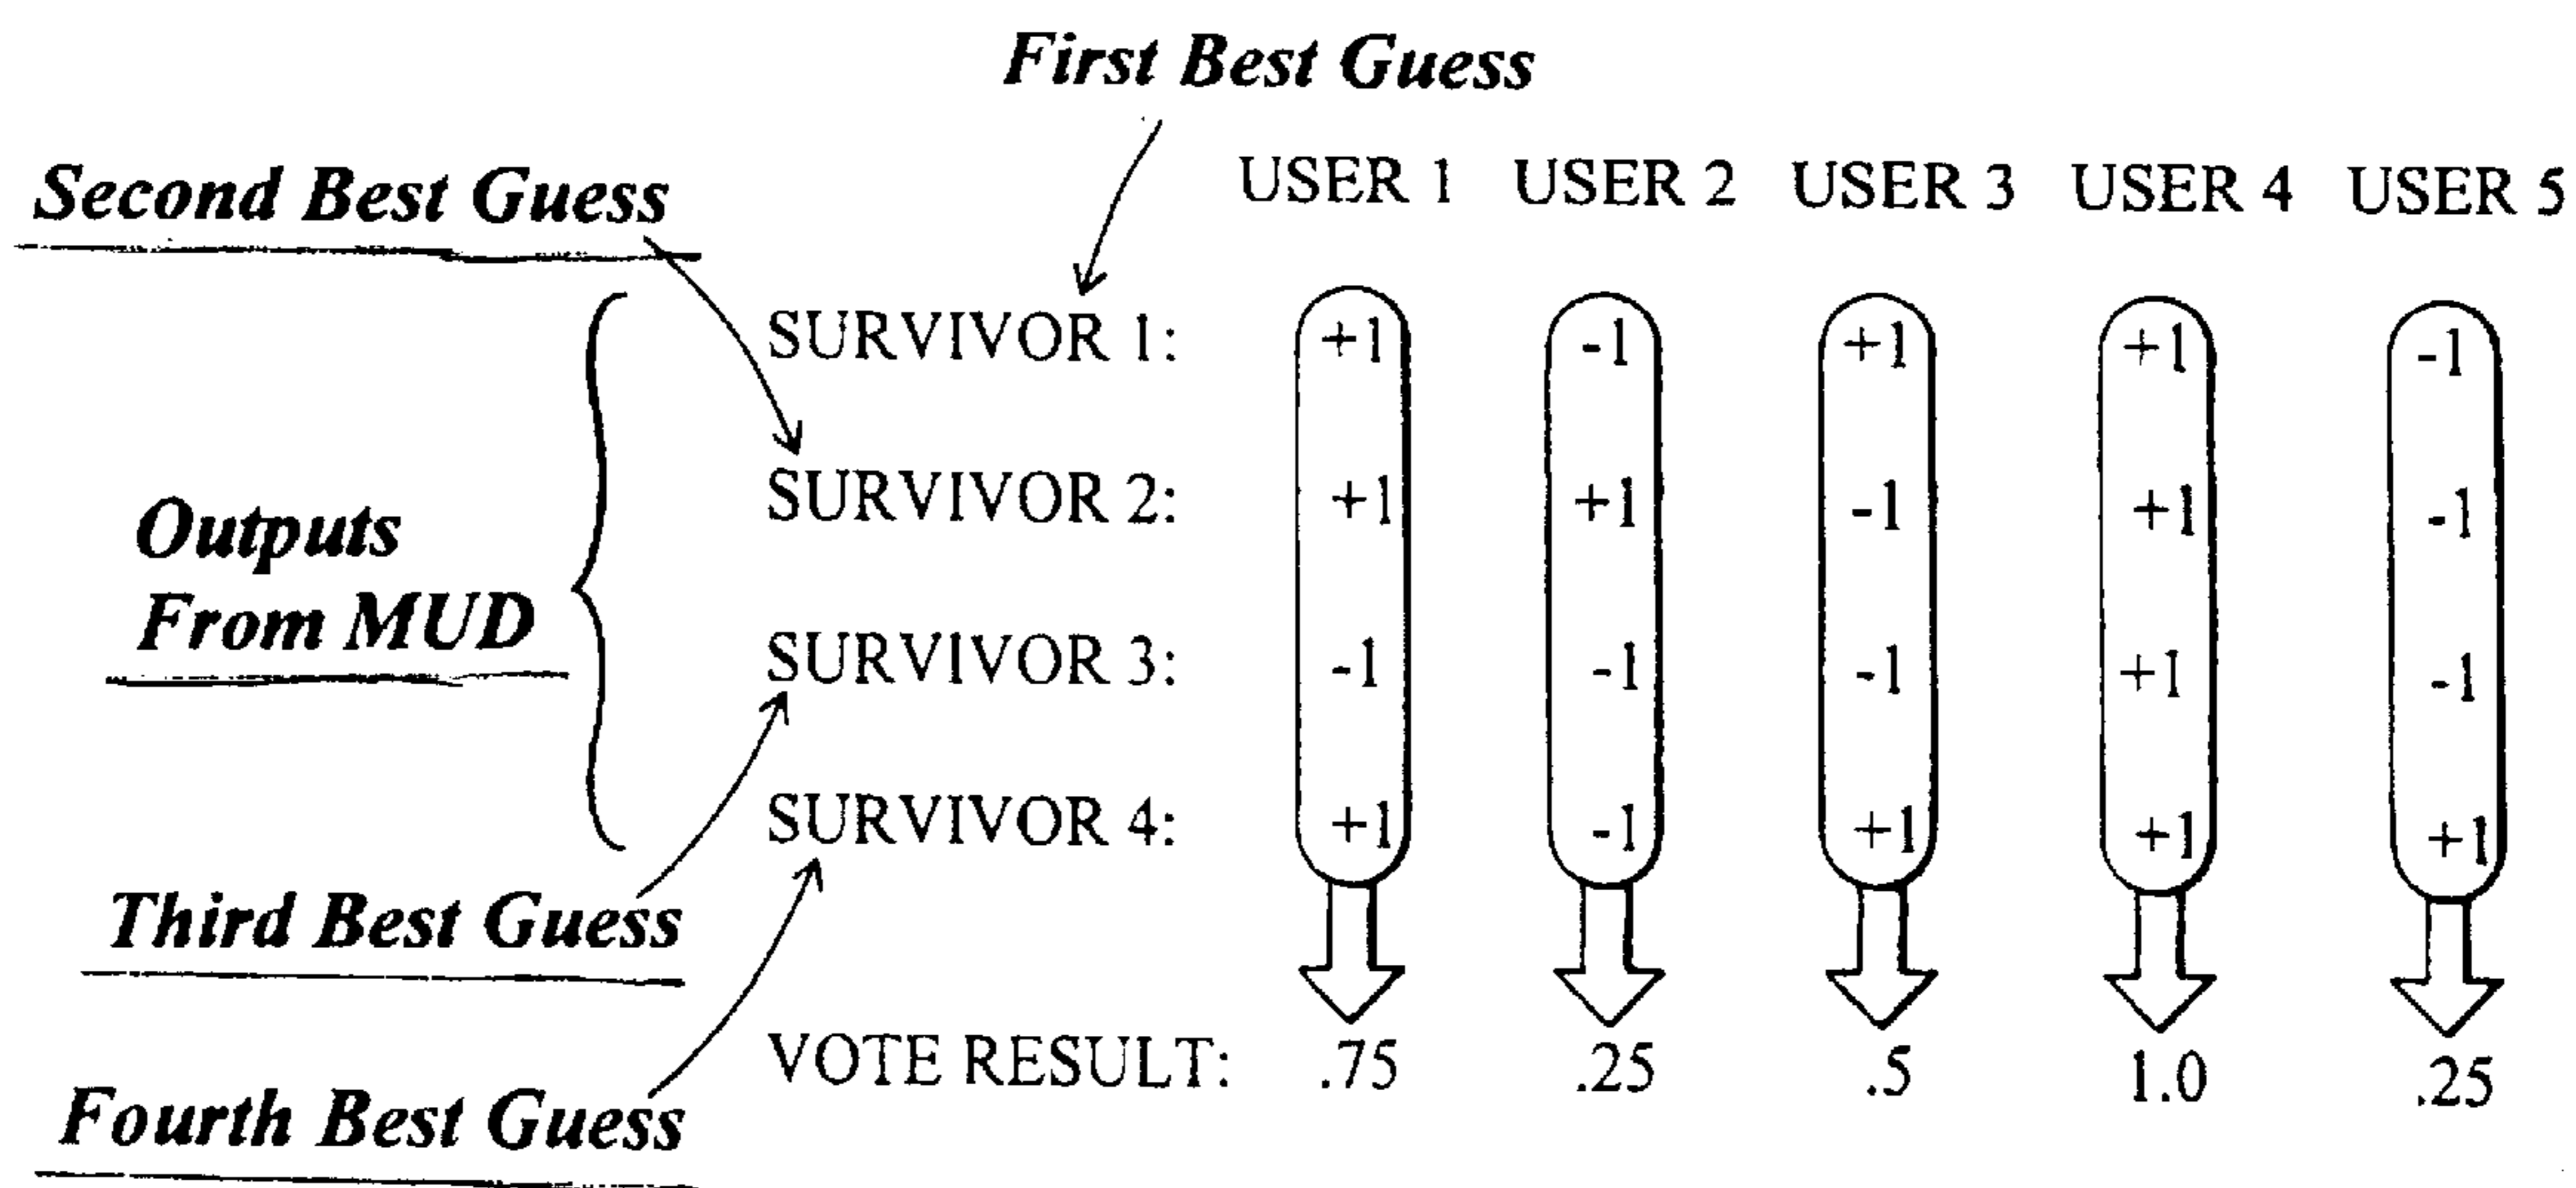 First Best Guess
Second Best Guess
USER 1 USER 2 USER 3 USER 4 USER 5
SURVIVOR 1: +1 -1 +1 +1 -1
SURVIVOR 2: +1 +1 -1 +1 -1
Outputs
From MUD
SURVIVOR 3: -1 -1 -1 +1 -1
SURVIVOR 4: +1 -1 +1 +1 +1
Third Best Guess
VOTE RESULT: .75 .25 .5 1.0 .25
Fourth Best Guess